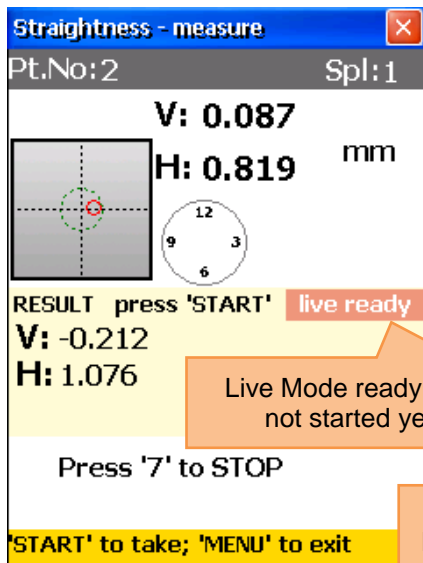 Straightness - measure
Pt.No:2 Spl:1
V: 0.087
mm
H: 0.819
12
9 3
6
RESULT press 'START' live ready
V: -0.212
H: 1.076
Live Mode ready
not started ye
Press '7' to STOP
'START' to take; 'MENU' to exit